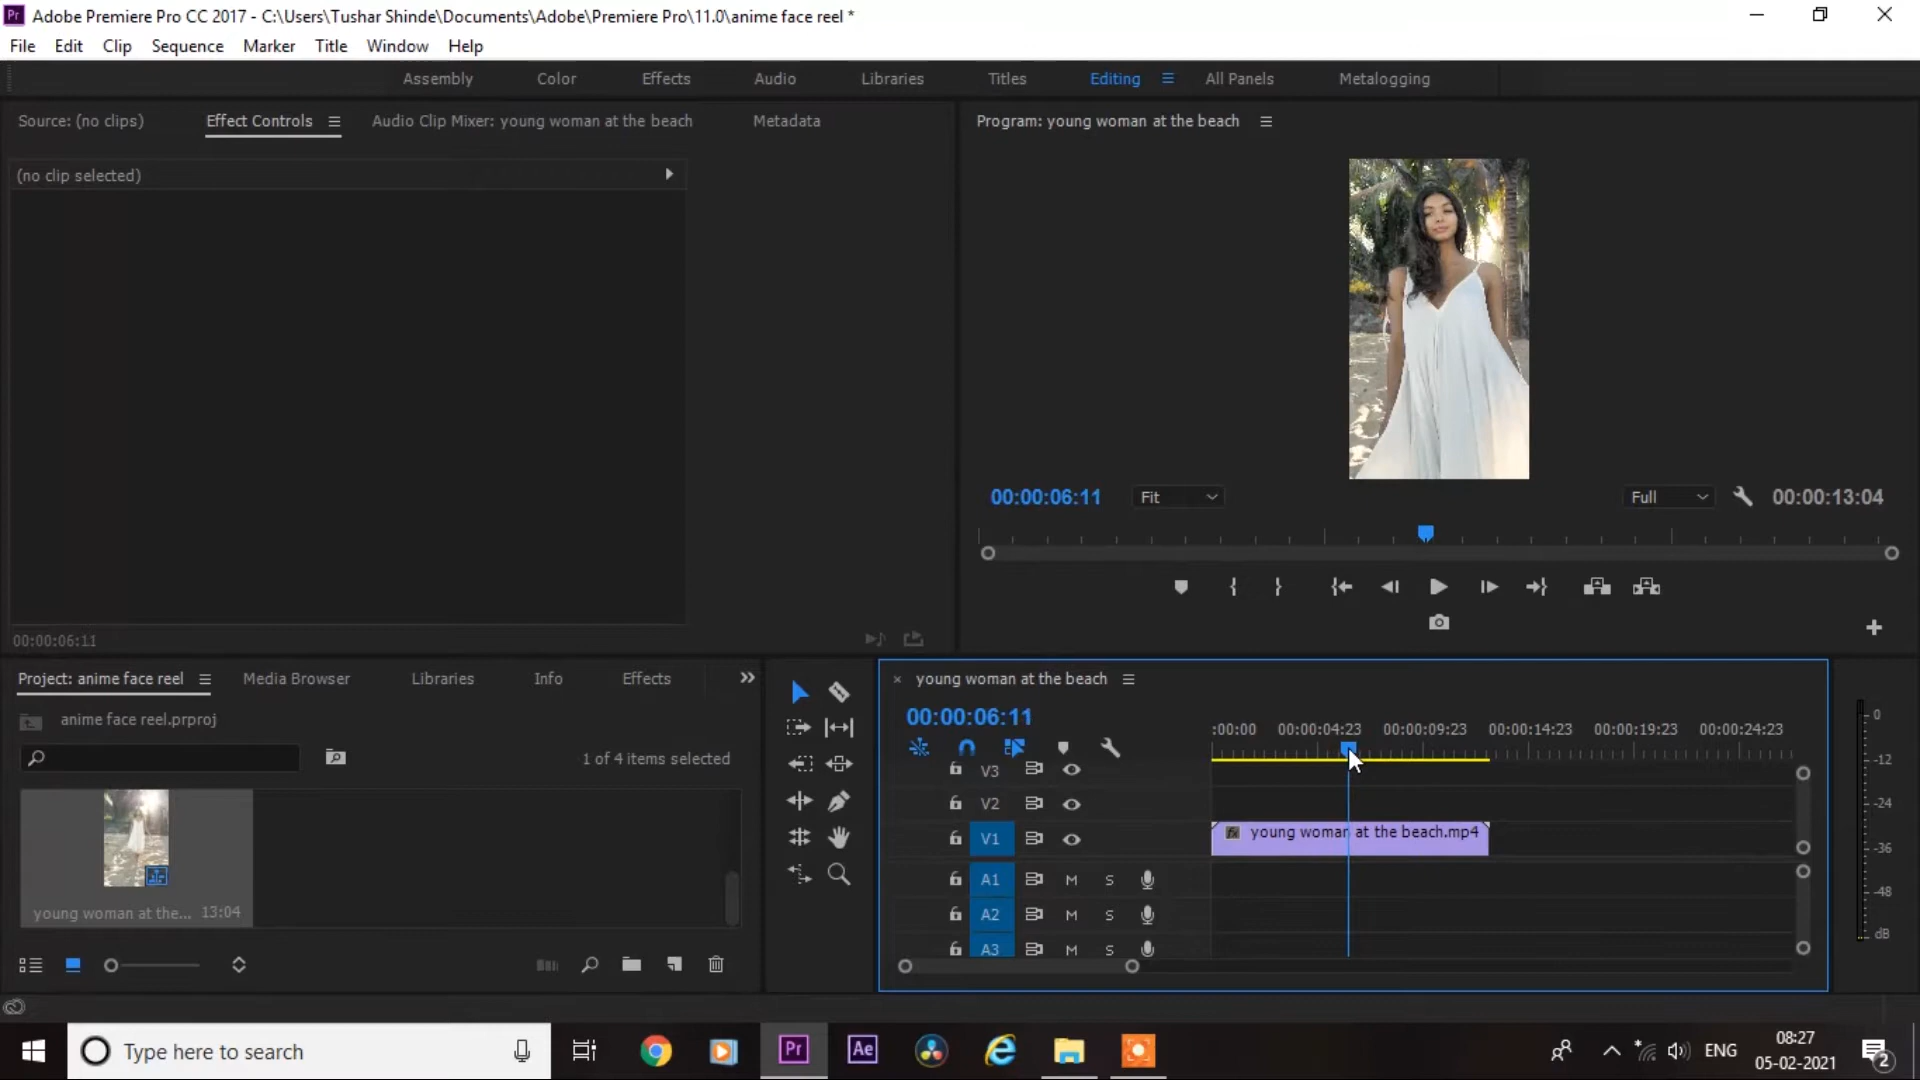 Pr Adobe Premiere Pro CC 2017 - C:\Users\Tushar Shinde\Documents\Adobe\Premiere Pro\11.0\anime face reel *
File Edit Clip Sequence Marker Title Window Help
Assembly Color Effects Audio Libraries Titles Editing All Panels Metalogging
Source: (no clips) Effect Controls Audio Clip Mixer: young woman at the beach Metadata
Program: young woman at the beach
(no clip selected)
00:00:06:11 Fit Full 00:00:13:04
00:00:06:11
Project: anime face reel Media Browser Libraries Info Effects
anime face reel.prproj
1 of 4 items selected
young woman at the... 13:04
young woman at the beach
00:00:06:11
:00:00 00:00:04:23 00:00:09:23 00:00:14:23 00:00:19:23 00:00:24:23
V3
V2
V1 fx young woman at the beach.mp4
A1 M S
A2 M S
A3 M S
0
-12
-24
-36
-48
dB
Type here to search
Pr Ae
ENG
08:27
05-02-2021
2